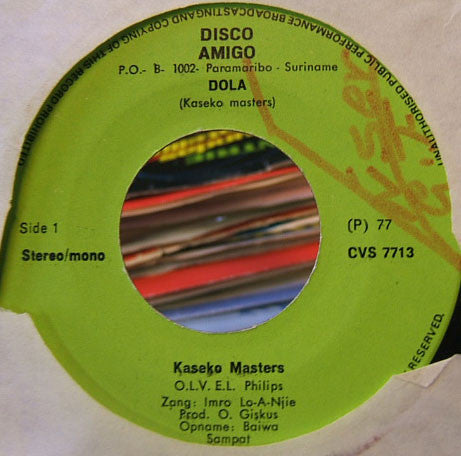 UNAUTHORISED PUBLIC PERFORMANCE BROADCASTING AND COPYING OF THIS RECORD PROHIBITED
RESERVED.
DISCO
AMIGO
P.O.- B- 1002- Paramaribo - Suriname
DOLA
(Kaseko masters)
Side 1
Stereo/mono
(P) 77
CVS 7713
Kaseko Masters
O.L.V. E.L. Philips
Zang: Imro Lo-A-Njie
Prod. O. Giskus
Opname: Baiwa
Sampat